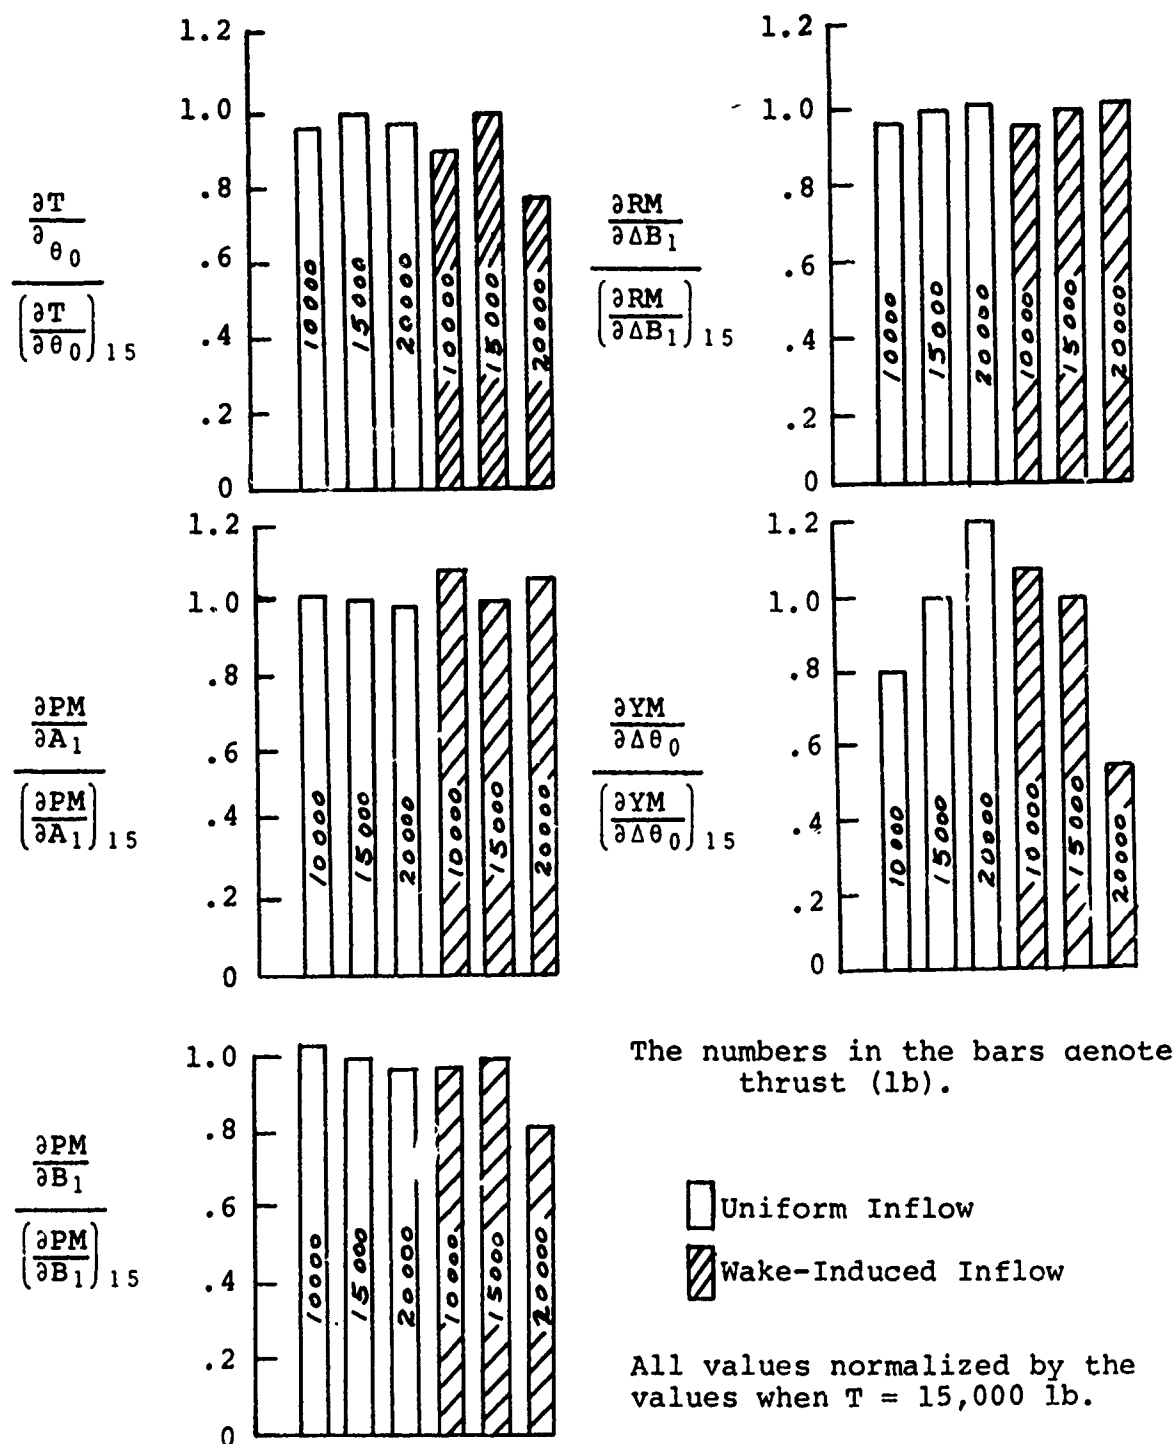 1.2
1.0
.8
.6
.4
.2
0
∂T
∂θ0
(∂T
∂θ0)15
10000 15000 20000 10000 15000 20000
1.2
1.0
.8
.6
.4
.2
0
∂RM
∂ΔB1
(∂RM
∂ΔB1)15
10000 15000 20000 10000 15000 20000
1.2
1.0
.8
.6
.4
.2
0
∂PM
∂A1
(∂PM
∂A1)15
10000 15000 20000 10000 15000 20000
1.2
1.0
.8
.6
.4
.2
0
∂YM
∂Δθ0
(∂YM
∂Δθ0)15
10000 15000 20000 10000 15000 20000
1.0
.8
.6
.4
.2
0
∂PM
∂B1
(∂PM
∂B1)15
10000 15000 20000 10000 15000 20000
The numbers in the bars denote
thrust (lb).
Uniform Inflow
Wake-Induced Inflow
All values normalized by the
values when T = 15,000 lb.